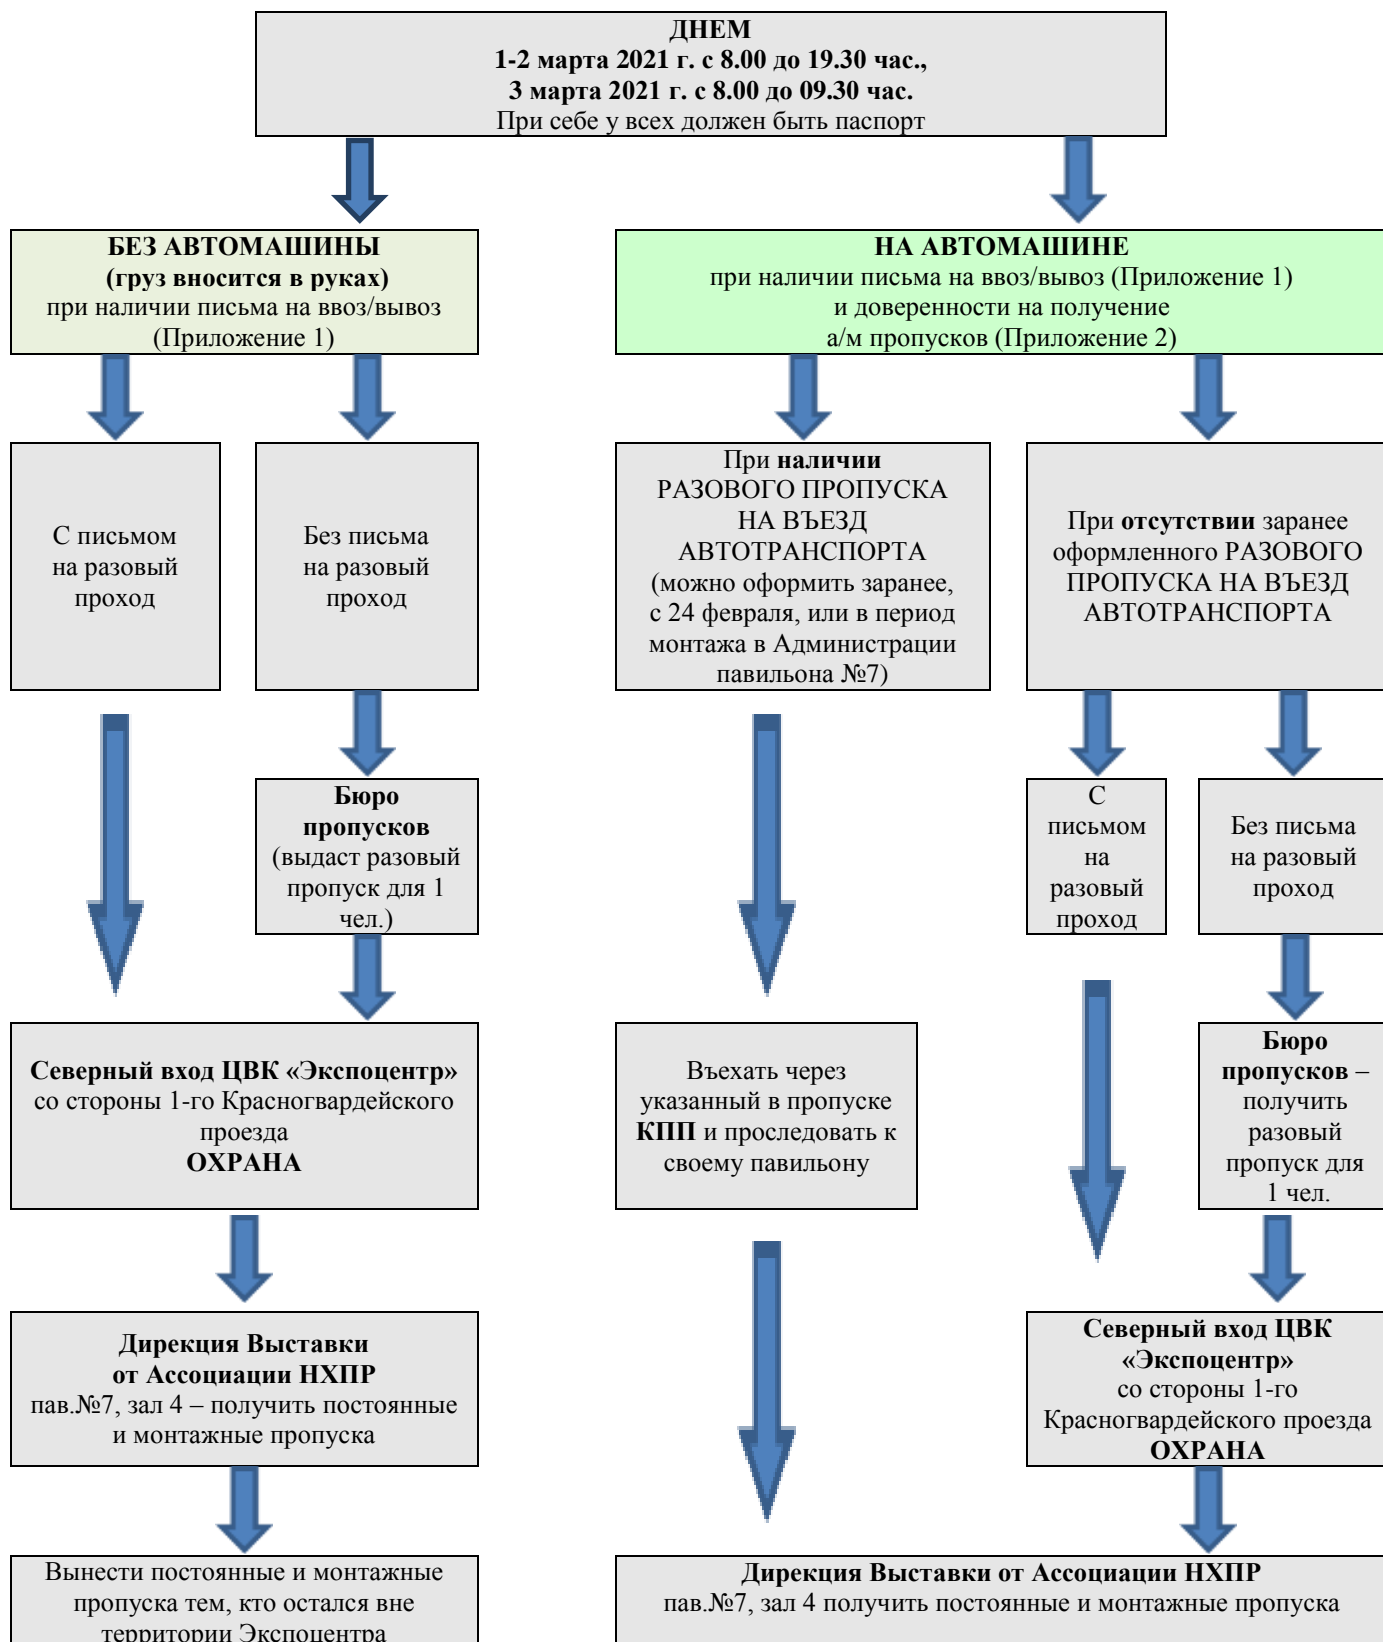 ДНЕМ
1-2 марта 2021 г. с 8.00 до 19.30 час.,
3 марта 2021 г. с 8.00 до 09.30 час.
При себе у всех должен быть паспорт
БЕЗ АВТОМАШИНЫ
(груз вносится в руках)
при наличии письма на ввоз/вывоз
(Приложение 1)
НА АВТОМАШИНЕ
при наличии письма на ввоз/вывоз (Приложение 1)
и доверенности на получение
а/м пропусков (Приложение 2)
С письмом
на разовый
проход
Без письма
на разовый
проход
При наличии
РАЗОВОГО ПРОПУСКА
НА ВЪЕЗД
АВТОТРАНСПОРТА
(можно оформить заранее,
с 24 февраля, или в период
монтажа в Администрации
павильона №7)
При отсутствии заранее
оформленного РАЗОВОГО
ПРОПУСКА НА ВЪЕЗД
АВТОТРАНСПОРТА
Бюро
пропусков
(выдаст разовый
пропуск для 1
чел.)
С
письмом
на
разовый
проход
Без письма
на разовый
проход
Северный вход ЦВК «Экспоцентр»
со стороны 1-го Красногвардейского
проезда
ОХРАНА
Въехать через
указанный в пропуске
КПП и проследовать к
своему павильону
Бюро
пропусков –
получить
разовый
пропуск для
1 чел.
Дирекция Выставки
от Ассоциации НХПР
пав.№7, зал 4 – получить постоянные
и монтажные пропуска
Северный вход ЦВК
«Экспоцентр»
со стороны 1-го
Красногвардейского проезда
ОХРАНА
Вынести постоянные и монтажные
пропуска тем, кто остался вне
территории Экспоцентра
Дирекция Выставки от Ассоциации НХПР
пав.№7, зал 4 получить постоянные и монтажные пропуска